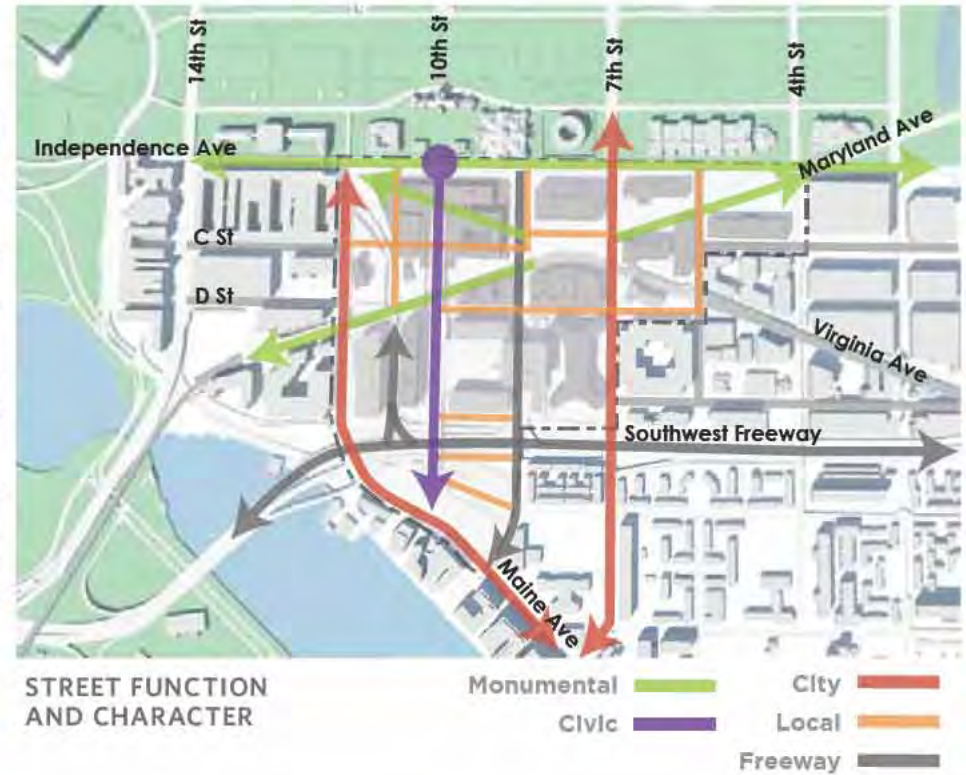 14th St
10th St
7th St
4th St
Independence Ave
Maryland Ave
C St
D St
Virginia Ave
Southwest Freeway
Maine Ave
STREET FUNCTION
AND CHARACTER
Monumental
Civic
City
Local
Freeway